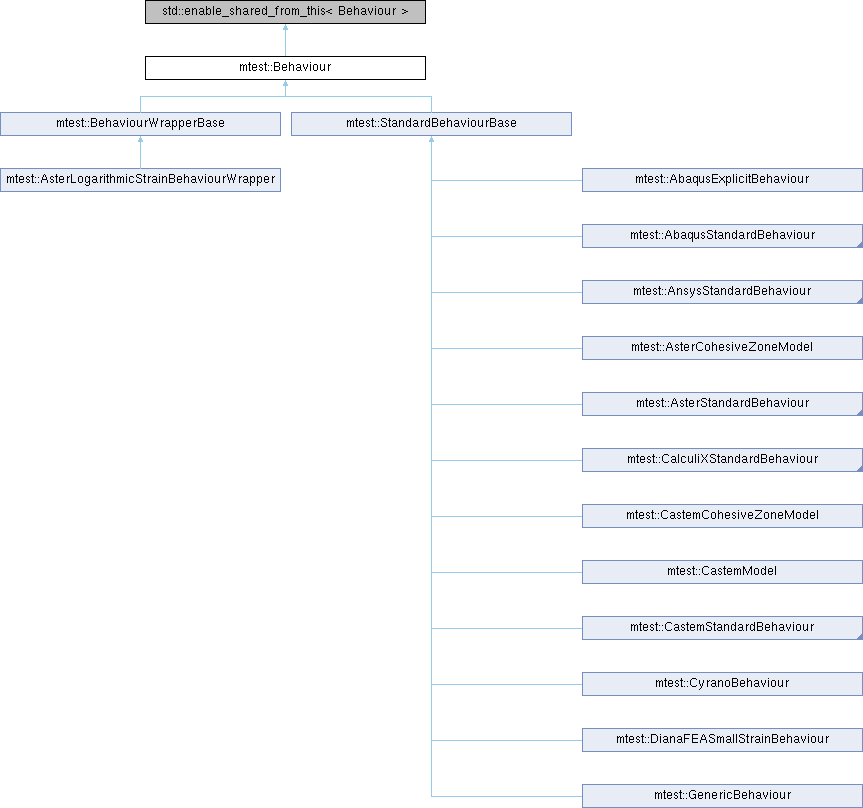 std::enable_shared_from_this< Behaviour >
mtest::Behaviour
mtest::BehaviourWrapperBase
mtest::StandardBehaviourBase
mtest::AsterLogarithmicStrainBehaviourWrapper
mtest::AbaqusExplicitBehaviour
mtest::AbaqusStandardBehaviour
mtest::AnsysStandardBehaviour
mtest::AsterCohesiveZoneModel
mtest::AsterStandardBehaviour
mtest::CalculiXStandardBehaviour
mtest::CastemCohesiveZoneModel
mtest::CastemModel
mtest::CastemStandardBehaviour
mtest::CyranoBehaviour
mtest::DianaFEASmallStrainBehaviour
mtest::GenericBehaviour